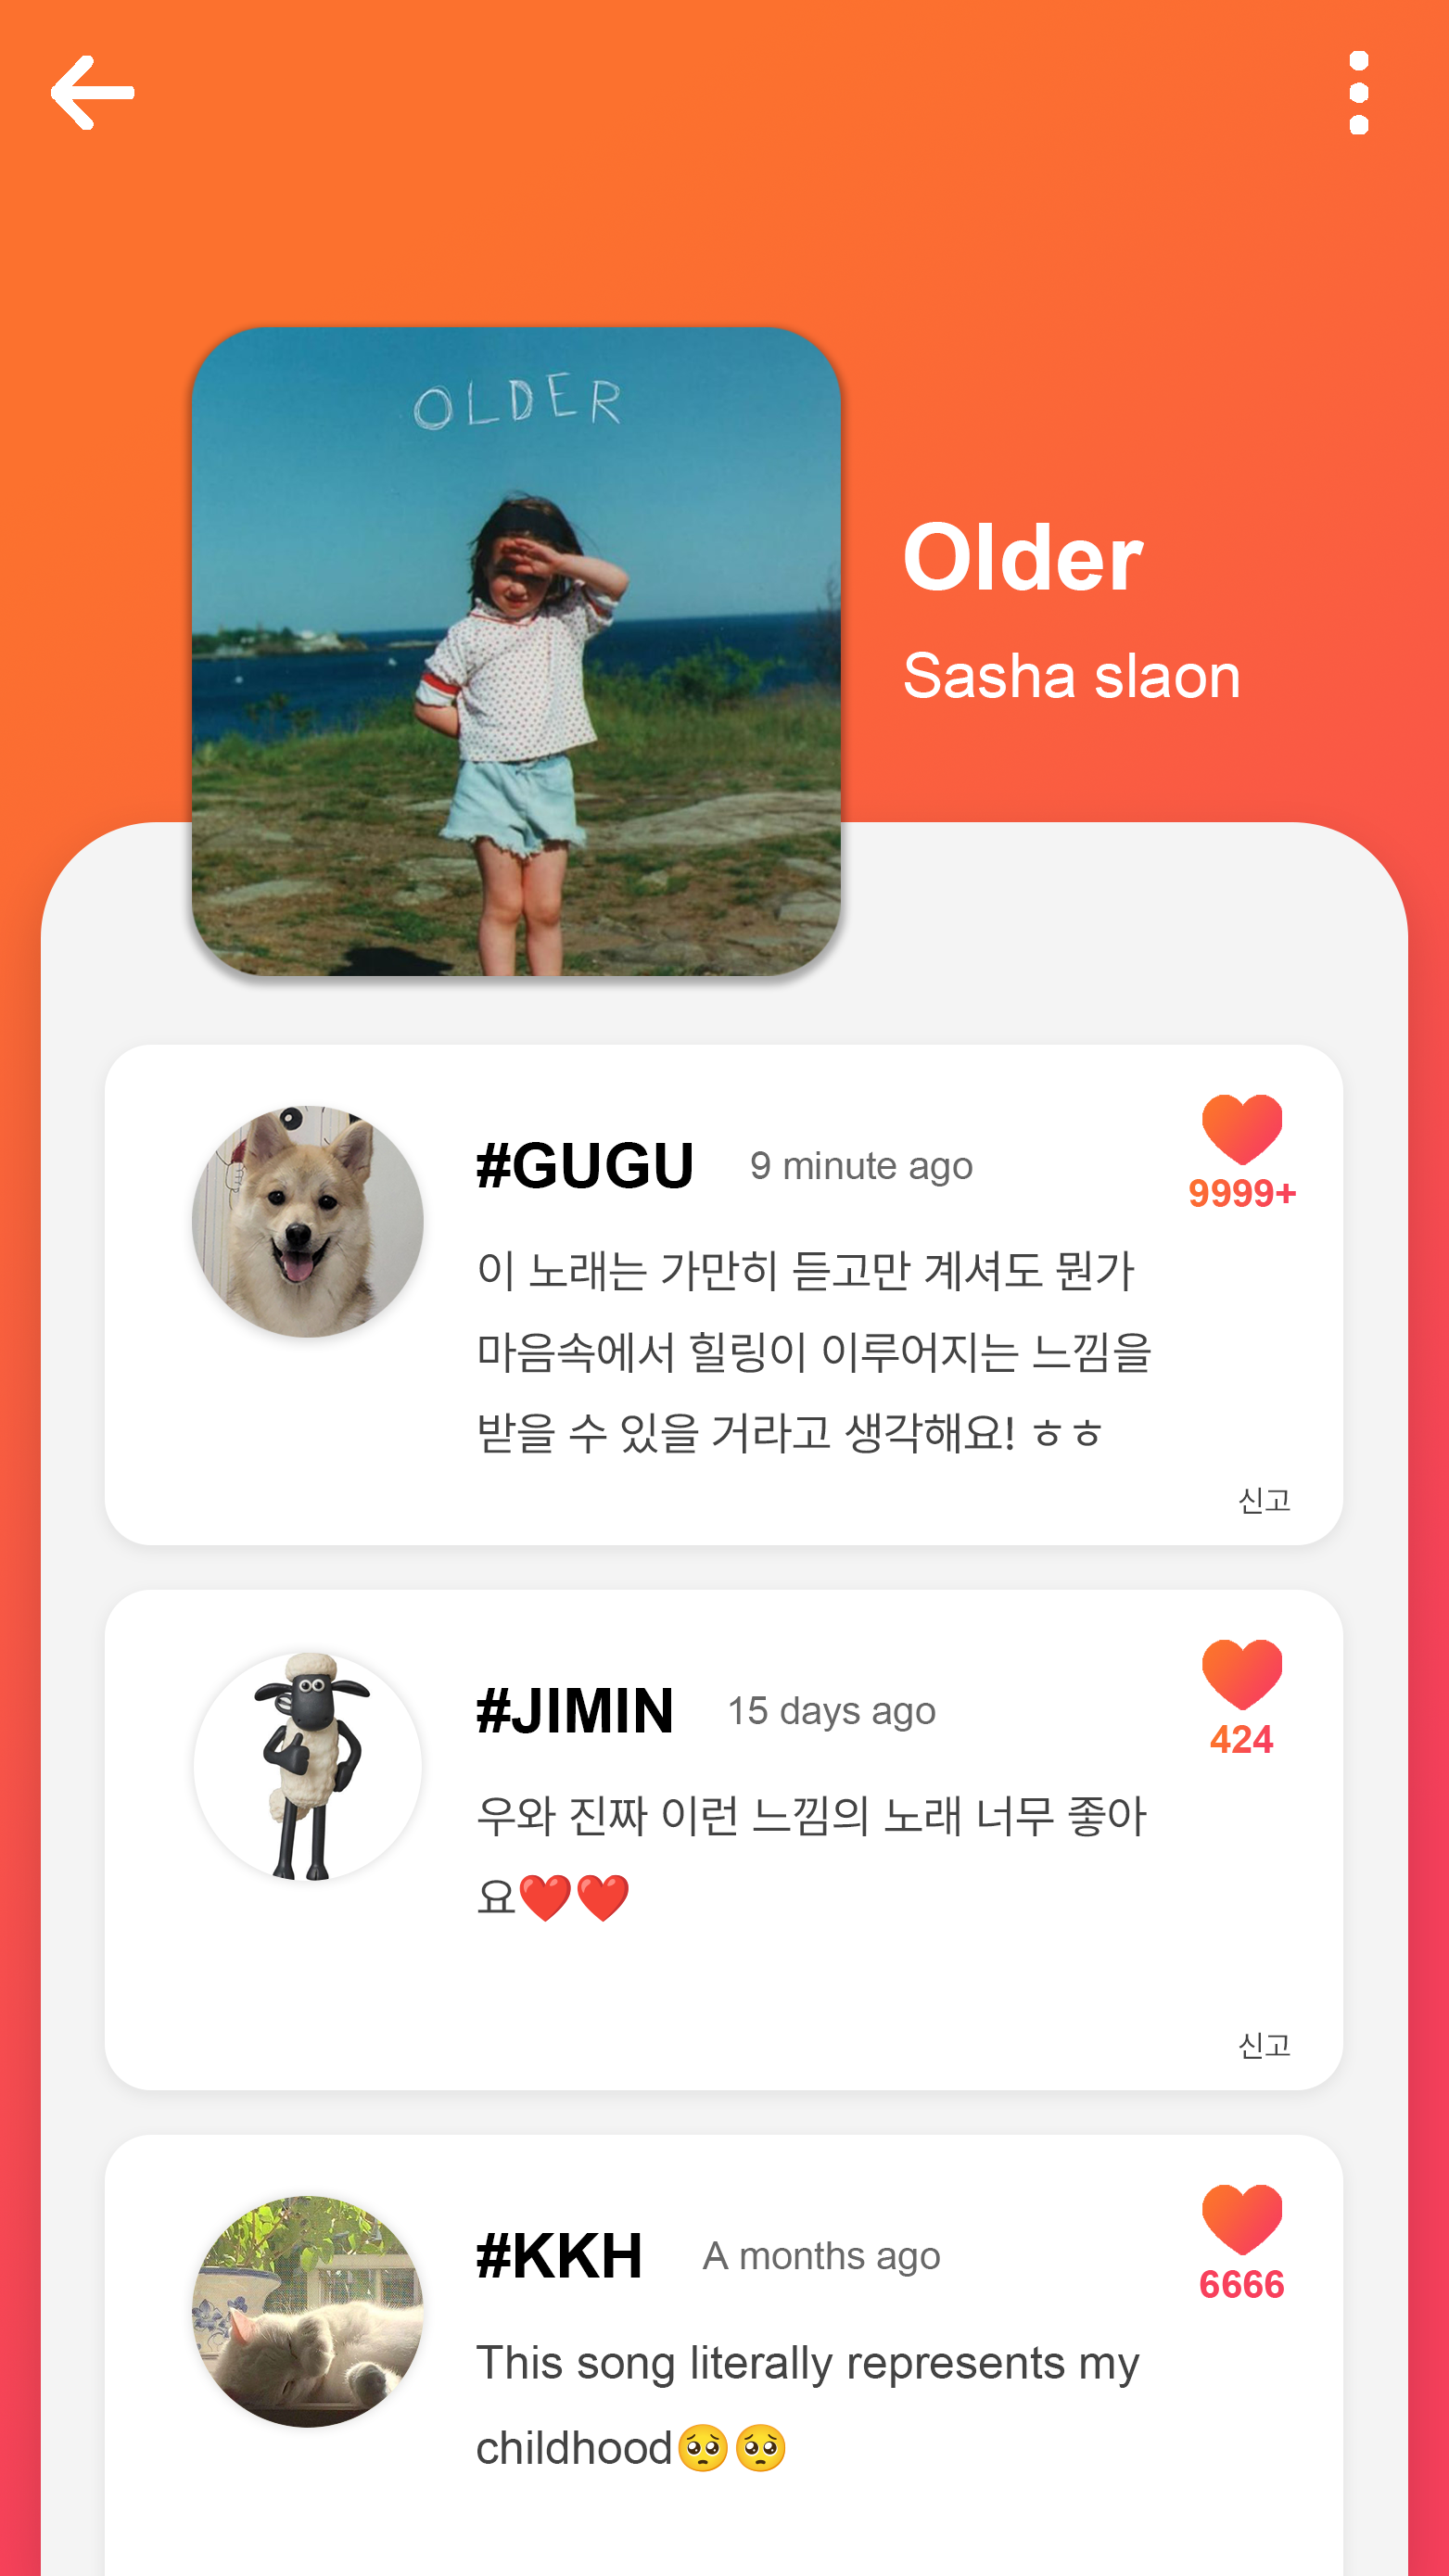 OLDER
Older
Sasha slaon
#GUGU 9 minute ago
9999+
이 노래는 가만히 듣고만 계셔도 뭔가
마음속에서 힐링이 이루어지는 느낌을
받을 수 있을 거라고 생각해요! ㅎㅎ
신고
#JIMIN 15 days ago
424
우와 진짜 이런 느낌의 노래 너무 좋아
요❤️❤️
신고
#KKH A months ago
6666
This song literally represents my
childhood🥺🥺